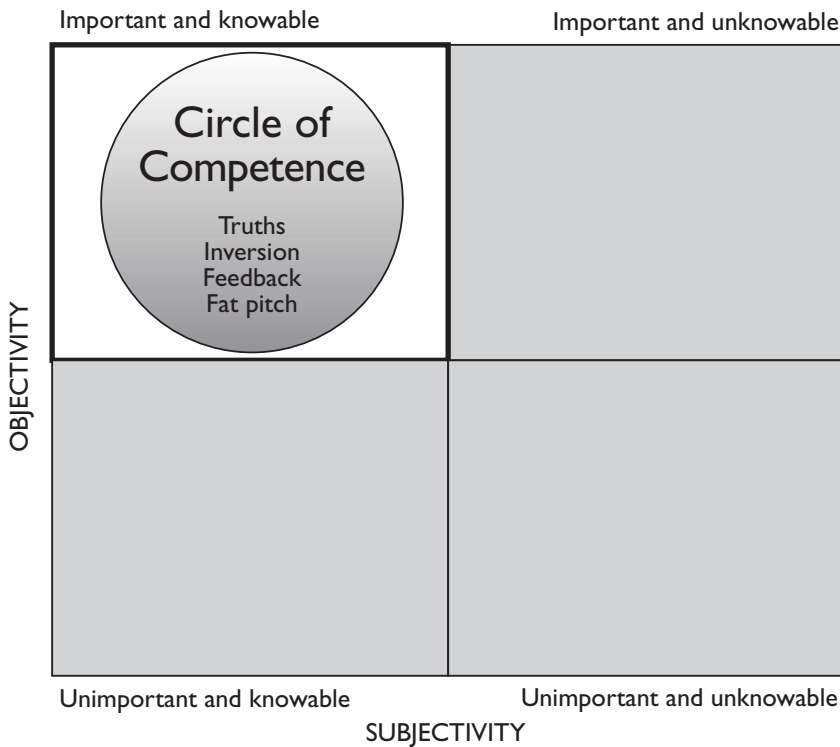 Important and knowable
Important and unknowable
Circle of
Competence
Truths
Inversion
Feedback
Fat pitch
OBJECTIVITY
Unimportant and knowable
Unimportant and unknowable
SUBJECTIVITY